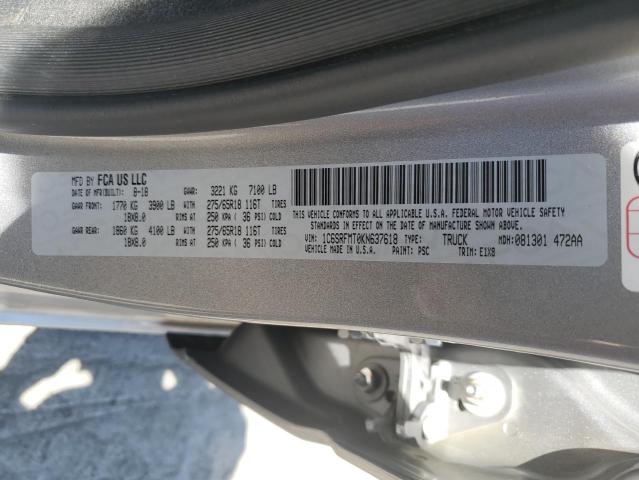 MFD BY FCA US LLC
DATE OF MFR(BUILT): 8-18 GVWR: 3221 KG 7100 LB
GAWR FRONT: 1770 KG 3900 LB WITH 275/65R18 116T TIRES
18X8.0 RIMS AT 250 KPA ( 36 PSI) COLD
GAWR REAR: 1860 KG 4100 LB WITH 275/65R18 116T TIRES
18X8.0 RIMS AT 250 KPA ( 36 PSI) COLD
THIS VEHICLE CONFORMS TO ALL APPLICABLE U.S.A. FEDERAL MOTOR VEHICLE SAFETY
STANDARDS IN EFFECT ON THE DATE OF MANUFACTURE SHOWN ABOVE.
VIN: 1C6SRFMT0KN637618 TYPE: TRUCK MDH: 081301 472AA
VEHICLE MADE IN U.S.A. PAINT: PSC TRIM: E1X8